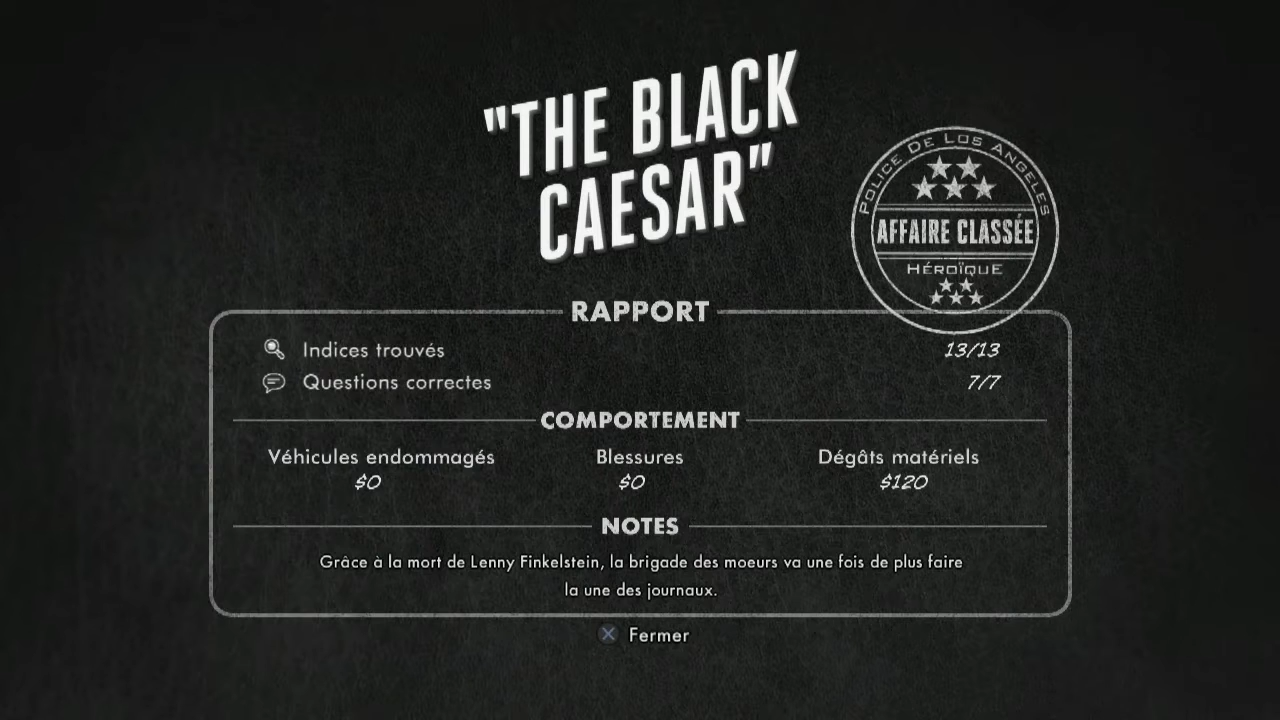 "THE BLACK
CAESAR"
POLICE DE LOS ANGELES
AFFAIRE CLASSÉE
HÉROÏQUE
RAPPORT
Indices trouvés 13/13
Questions correctes 7/7
COMPORTEMENT
Véhicules endommagés Blessures Dégâts matériels
$0 $0 $120
NOTES
Grâce à la mort de Lenny Finkelstein, la brigade des moeurs va une fois de plus faire
la une des journaux.
Fermer